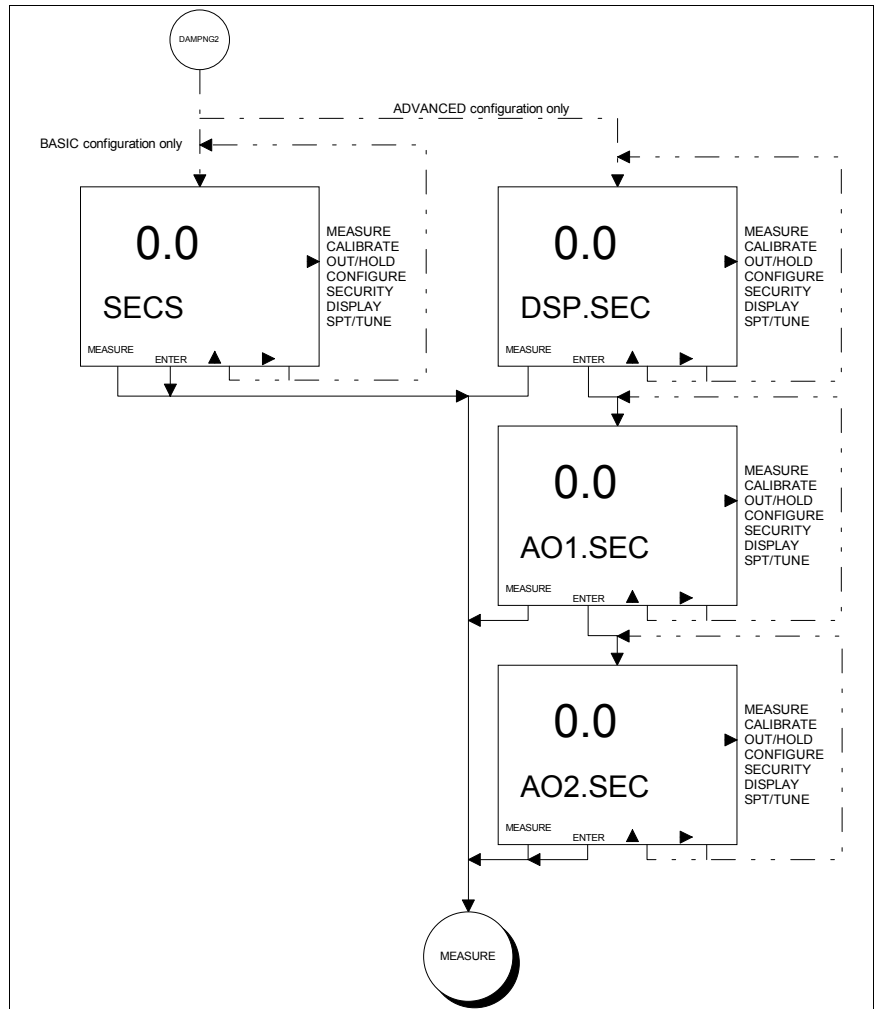 DAMPNG2
ADVANCED configuration only
BASIC configuration only
0.0
SECS
MEASURE
ENTER
MEASURE
CALIBRATE
OUT/HOLD
CONFIGURE
SECURITY
DISPLAY
SPT/TUNE
0.0
DSP.SEC
MEASURE
ENTER
MEASURE
CALIBRATE
OUT/HOLD
CONFIGURE
SECURITY
DISPLAY
SPT/TUNE
0.0
AO1.SEC
MEASURE
ENTER
MEASURE
CALIBRATE
OUT/HOLD
CONFIGURE
SECURITY
DISPLAY
SPT/TUNE
0.0
AO2.SEC
MEASURE
ENTER
MEASURE
CALIBRATE
OUT/HOLD
CONFIGURE
SECURITY
DISPLAY
SPT/TUNE
MEASURE